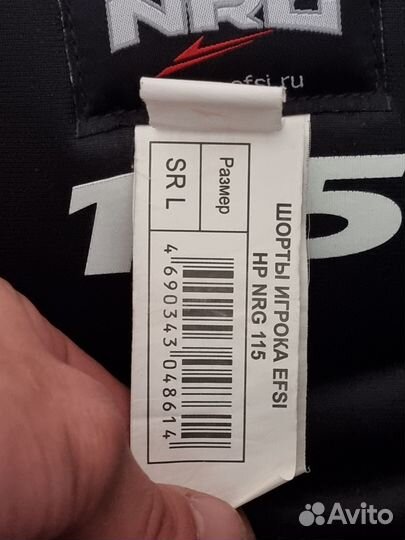 NRG
efsi.ru
115
ШОРТЫ ИГРОКА EFSI
HP NRG 115
Размер
SR L
4 690343 048614
Avito